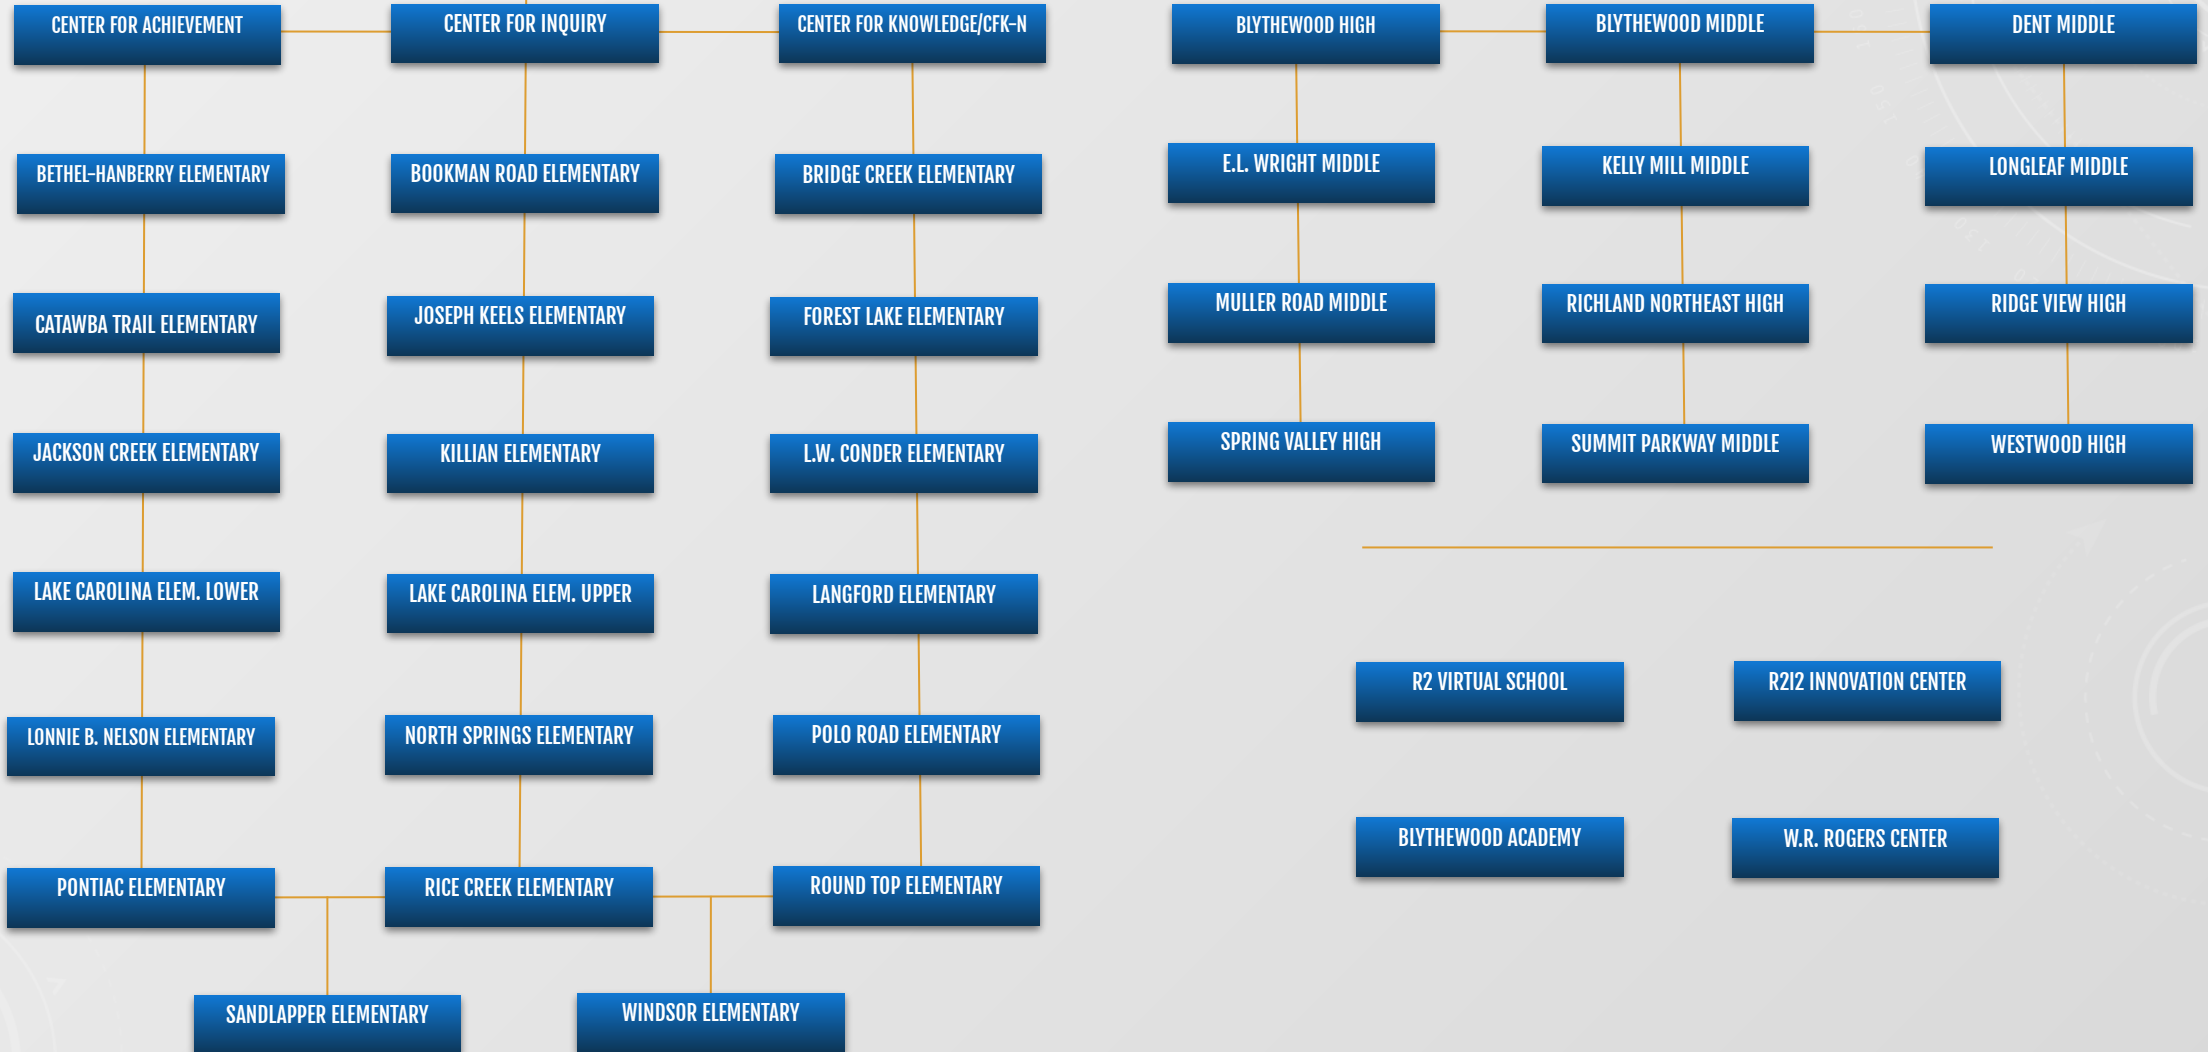 CENTER FOR ACHIEVEMENT
CENTER FOR INQUIRY
CENTER FOR KNOWLEDGE/CFK-N
BETHEL-HANBERRY ELEMENTARY
BOOKMAN ROAD ELEMENTARY
BRIDGE CREEK ELEMENTARY
CATAWBA TRAIL ELEMENTARY
JOSEPH KEELS ELEMENTARY
FOREST LAKE ELEMENTARY
JACKSON CREEK ELEMENTARY
KILLIAN ELEMENTARY
L.W. CONDER ELEMENTARY
LAKE CAROLINA ELEM. LOWER
LAKE CAROLINA ELEM. UPPER
LANGFORD ELEMENTARY
LONNIE B. NELSON ELEMENTARY
NORTH SPRINGS ELEMENTARY
POLO ROAD ELEMENTARY
PONTIAC ELEMENTARY
RICE CREEK ELEMENTARY
ROUND TOP ELEMENTARY
SANDLAPPER ELEMENTARY
WINDSOR ELEMENTARY
BLYTHEWOOD HIGH
BLYTHEWOOD MIDDLE
DENT MIDDLE
E.L. WRIGHT MIDDLE
KELLY MILL MIDDLE
LONGLEAF MIDDLE
MULLER ROAD MIDDLE
RICHLAND NORTHEAST HIGH
RIDGE VIEW HIGH
SPRING VALLEY HIGH
SUMMIT PARKWAY MIDDLE
WESTWOOD HIGH
R2 VIRTUAL SCHOOL
R2I2 INNOVATION CENTER
BLYTHEWOOD ACADEMY
W.R. ROGERS CENTER